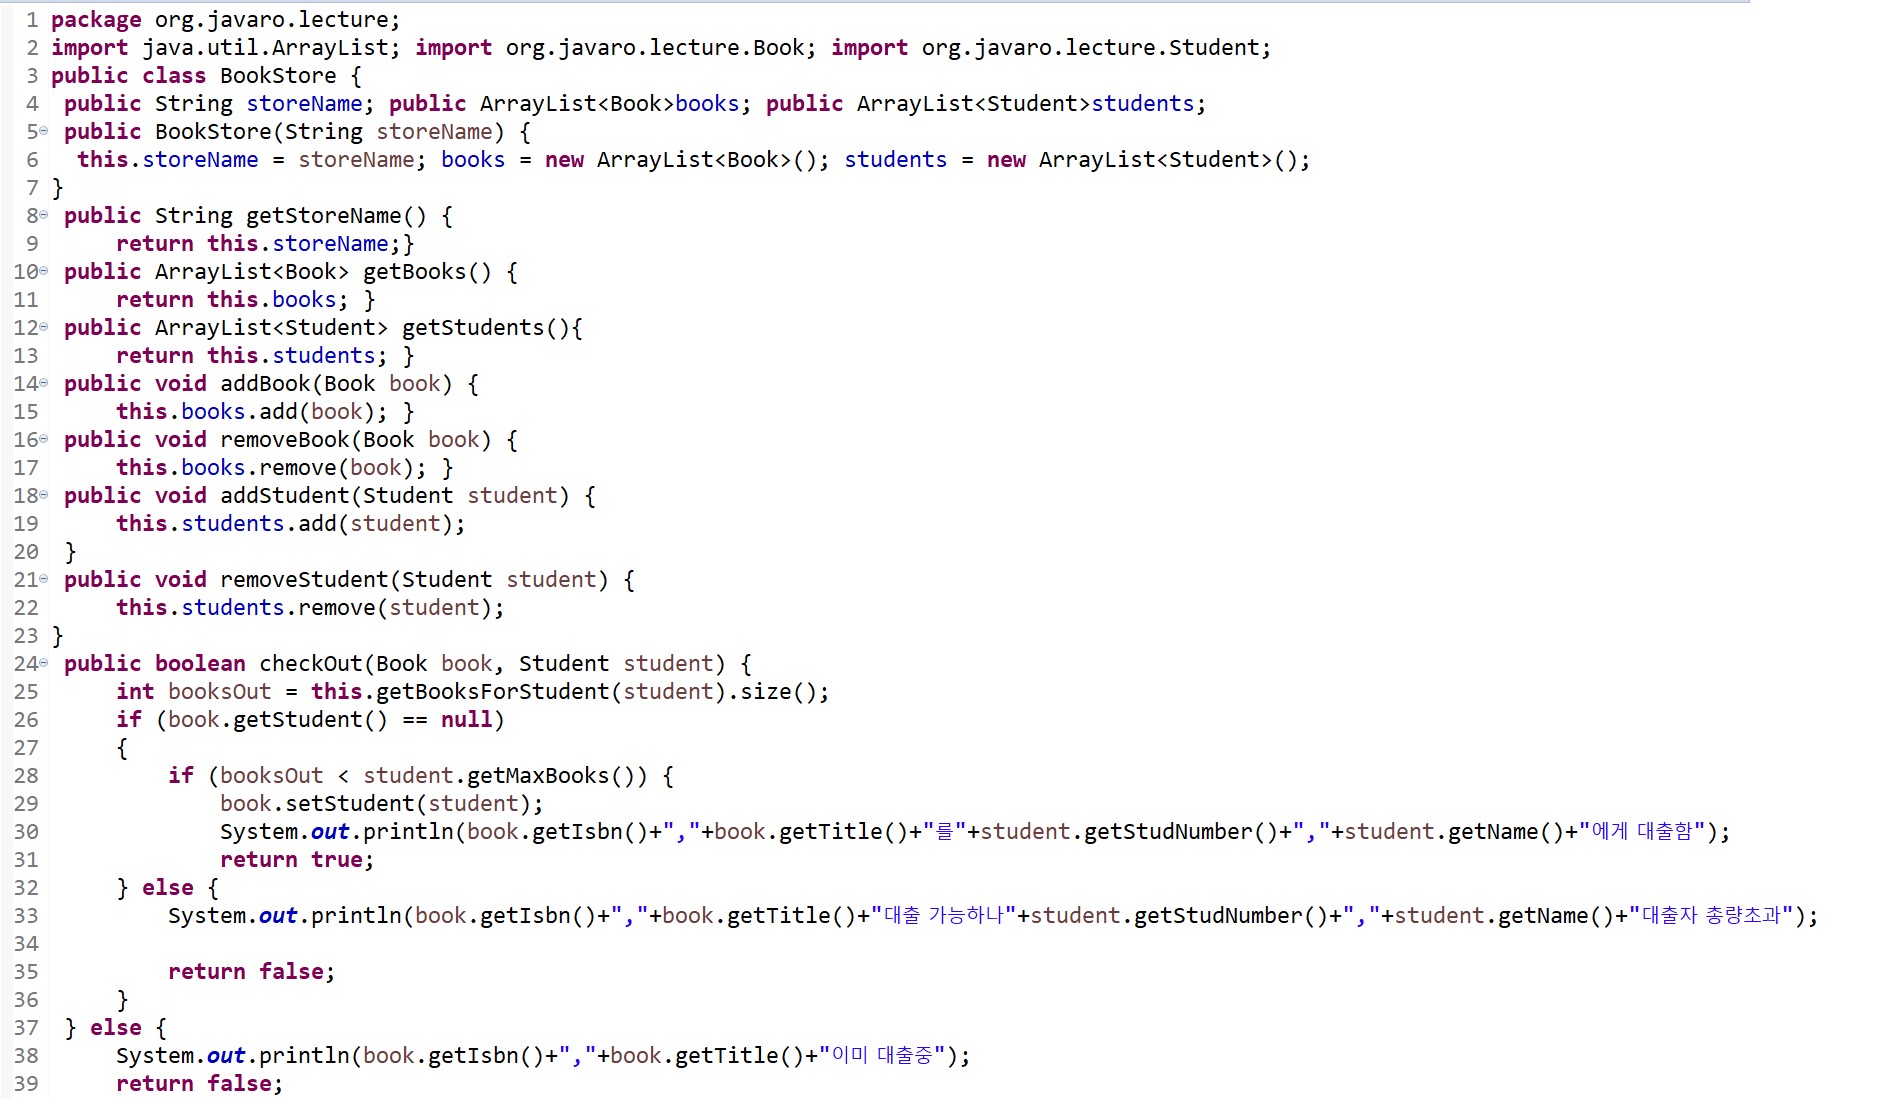 1 package org.javaro.lecture;
2 import java.util.ArrayList; import org.javaro.lecture.Book; import org.javaro.lecture.Student;
3 public class BookStore {
4 public String storeName; public ArrayList<Book>books; public ArrayList<Student>students;
5 public BookStore(String storeName) {
6 this.storeName = storeName; books = new ArrayList<Book>(); students = new ArrayList<Student>();
7 }
8 public String getStoreName() {
9 return this.storeName;}
10 public ArrayList<Book> getBooks() {
11 return this.books; }
12 public ArrayList<Student> getStudents(){
13 return this.students; }
14 public void addBook(Book book) {
15 this.books.add(book); }
16 public void removeBook(Book book) {
17 this.books.remove(book); }
18 public void addStudent(Student student) {
19 this.students.add(student);
20 }
21 public void removeStudent(Student student) {
22 this.students.remove(student);
23 }
24 public boolean checkOut(Book book, Student student) {
25 int booksOut = this.getBooksForStudent(student).size();
26 if (book.getStudent() == null)
27 {
28 if (booksOut < student.getMaxBooks()) {
29 book.setStudent(student);
30 System.out.println(book.getIsbn()+","+book.getTitle()+"를"+student.getStudNumber()+","+student.getName()+"에게 대출함");
31 return true;
32 } else {
33 System.out.println(book.getIsbn()+","+book.getTitle()+"대출 가능하나"+student.getStudNumber()+","+student.getName()+"대출자 총량초과");
34
35 return false;
36 }
37 } else {
38 System.out.println(book.getIsbn()+","+book.getTitle()+"이미 대출중");
39 return false;